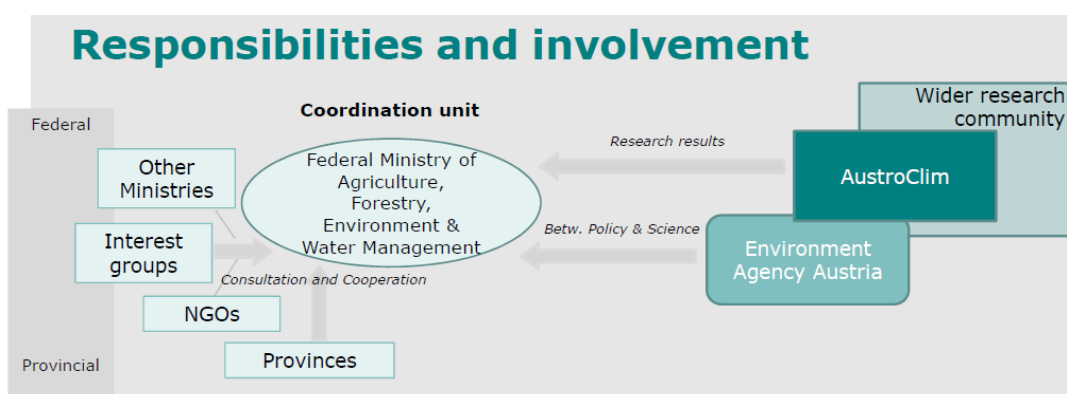 Responsibilities and involvement
Federal
Coordination unit
Wider research
community
Other
Ministries
Federal Ministry of
Agriculture,
Forestry,
Environment &
Water Management
Research results
AustroClim
Interest
groups
Betw. Policy & Science
Environment
Agency Austria
Consultation and Cooperation
NGOs
Provinces
Provincial